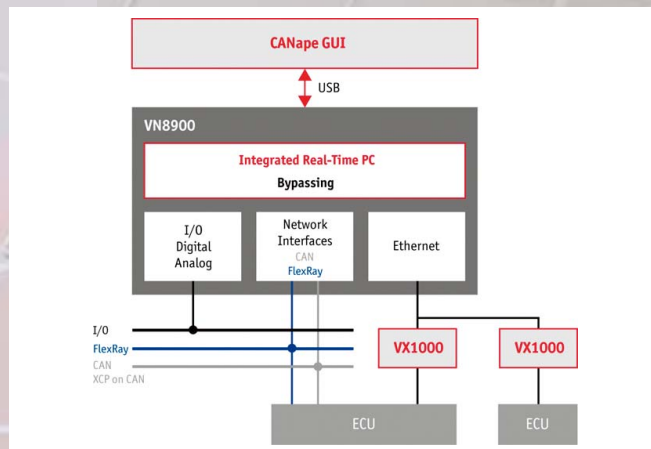 CANape GUI
USB
VN8900
Integrated Real-Time PC
Bypassing
I/O
Digital
Analog
Network
Interfaces
CAN
FlexRay
Ethernet
I/O
FlexRay
CAN
XCP on CAN
VX1000
VX1000
ECU
ECU